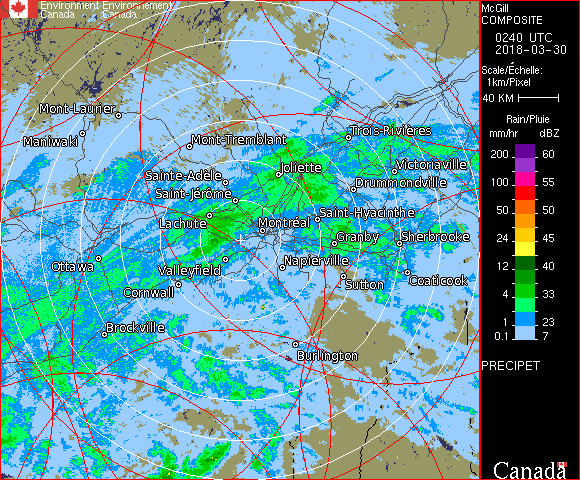 Environment Environnement
Canada Canada
McGill
COMPOSITE
0240 UTC
2018-03-30
Scale/Échelle:
1km/Pixel
40 KM
Rain/Pluie
mm/hr dBZ
200 60
100 55
50 50
24 45
12 40
4 33
1 23
0.1 7
PRECIPET
Canada
Mont-Laurier
Maniwaki
Mont-Tremblant
Trois-Rivières
Victoriaville
Joliette
Sainte-Adèle
Drummondville
Saint-Jérôme
Lachute
Montréal
Saint-Hyacinthe
Granby
Sherbrooke
Ottawa
Valleyfield
Napierville
Coaticook
Cornwall
Sutton
Brockville
Burlington